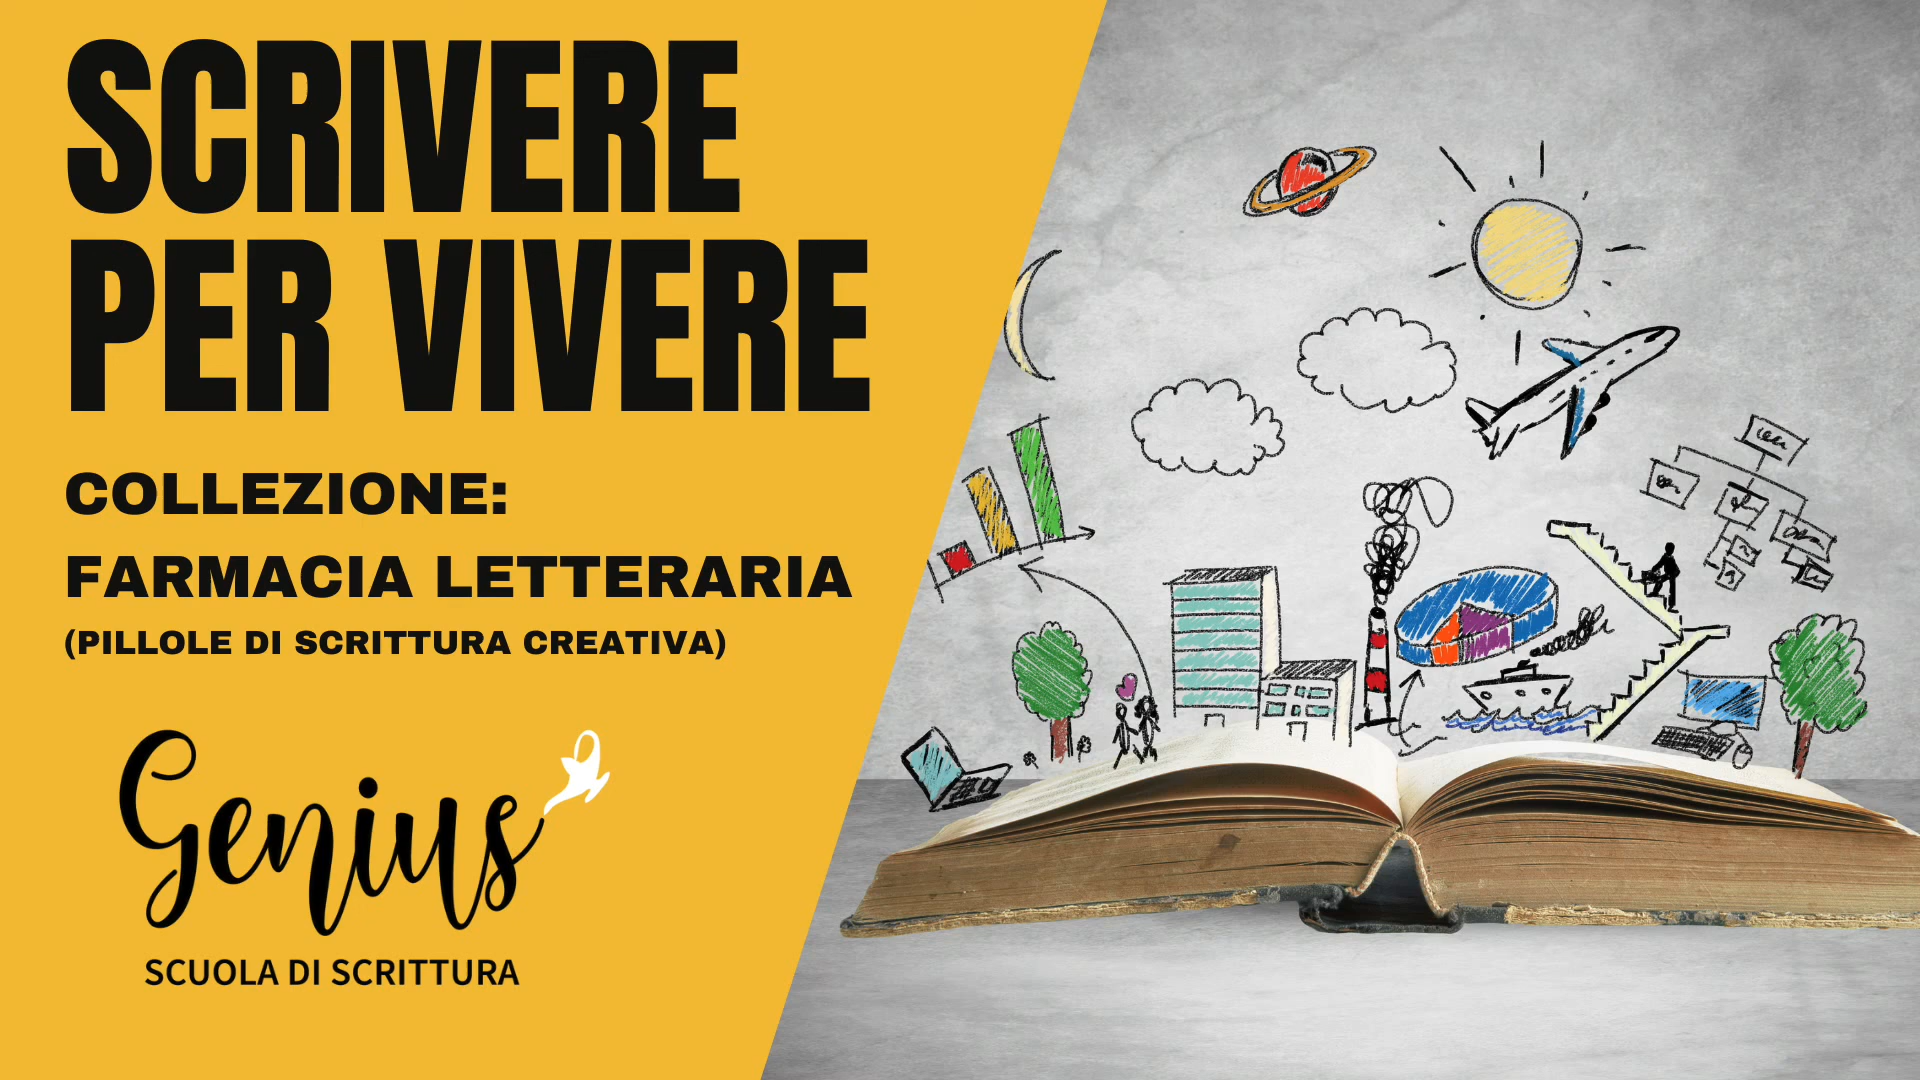 SCRIVERE
PER VIVERE
COLLEZIONE:
FARMACIA LETTERARIA
(PILLOLE DI SCRITTURA CREATIVA)
Genius
SCUOLA DI SCRITTURA